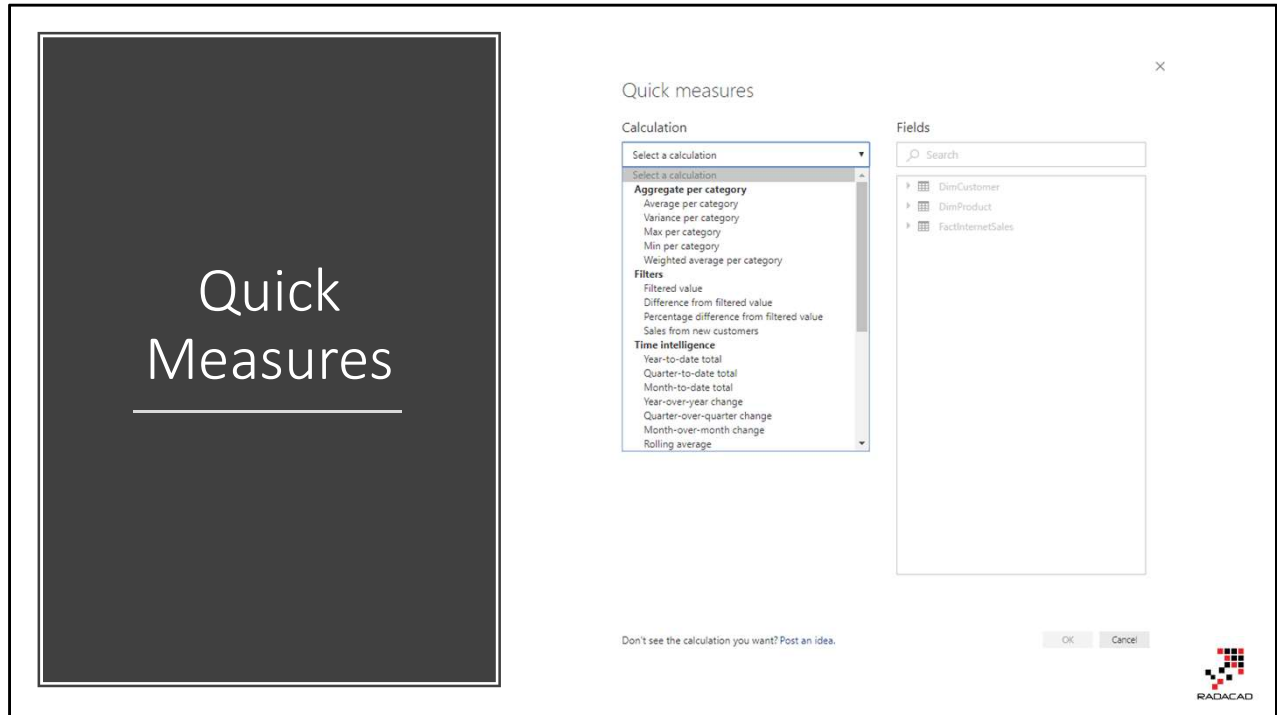 Quick
Measures
Quick measures
Calculation
Select a calculation
Select a calculation
Aggregate per category
Average per category
Variance per category
Max per category
Min per category
Weighted average per category
Filters
Filtered value
Difference from filtered value
Percentage difference from filtered value
Sales from new customers
Time intelligence
Year-to-date total
Quarter-to-date total
Month-to-date total
Year-over-year change
Quarter-over-quarter change
Month-over-month change
Rolling average
Fields
Search
DimCustomer
DimProduct
FactInternetSales
Don't see the calculation you want? Post an idea.
OK
Cancel
RADACAD